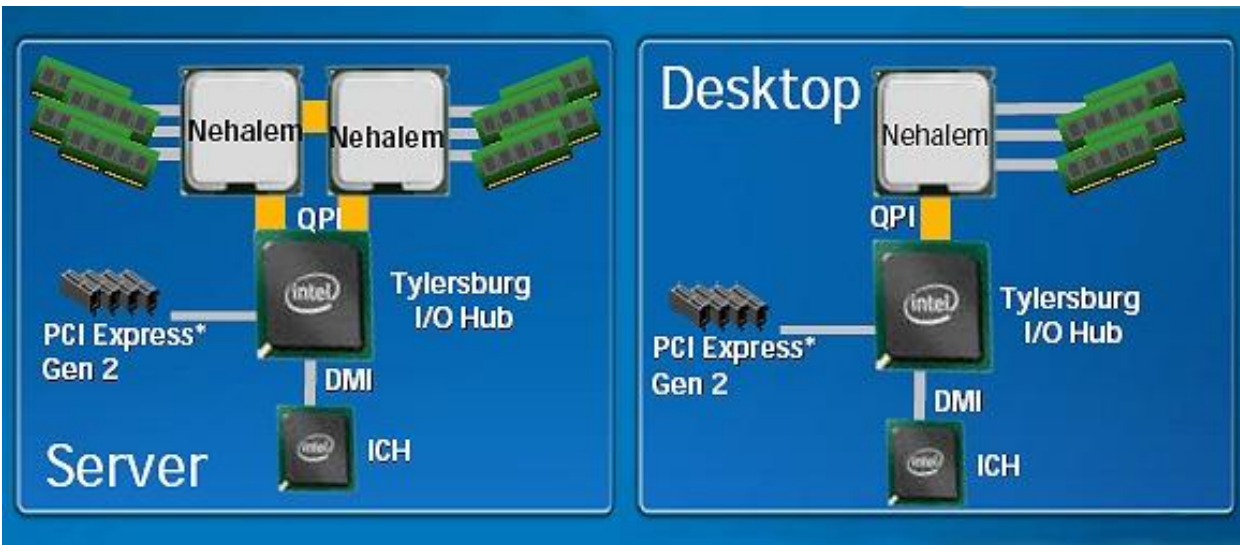 Server
Nehalem
Nehalem
QPI
Tylersburg
I/O Hub
intel
PCI Express*
Gen 2
DMI
ICH
intel
Desktop
Nehalem
QPI
Tylersburg
I/O Hub
intel
PCI Express*
Gen 2
DMI
ICH
intel